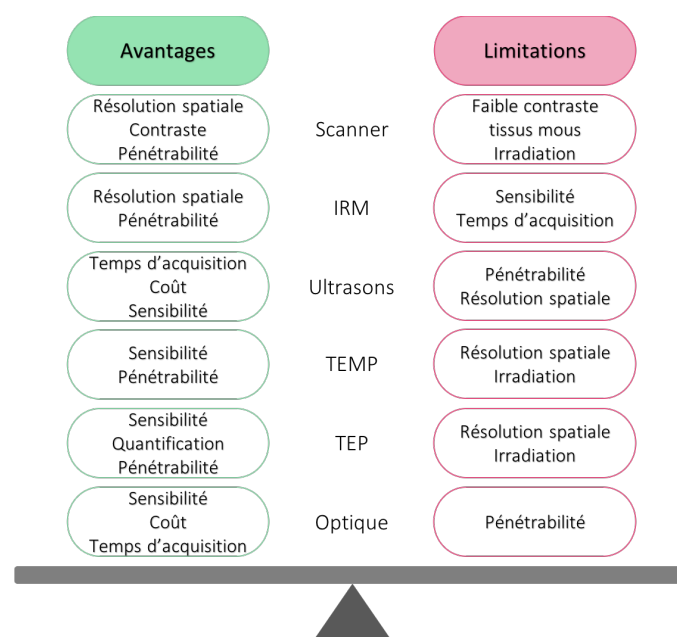 Avantages
Limitations
Résolution spatiale
Contraste
Pénétrabilité
Scanner
Faible contraste
tissus mous
Irradiation
Résolution spatiale
Pénétrabilité
IRM
Sensibilité
Temps d'acquisition
Temps d'acquisition
Coût
Sensibilité
Ultrasons
Pénétrabilité
Résolution spatiale
Sensibilité
Pénétrabilité
TEMP
Résolution spatiale
Irradiation
Sensibilité
Quantification
Pénétrabilité
TEP
Résolution spatiale
Irradiation
Sensibilité
Coût
Temps d'acquisition
Optique
Pénétrabilité